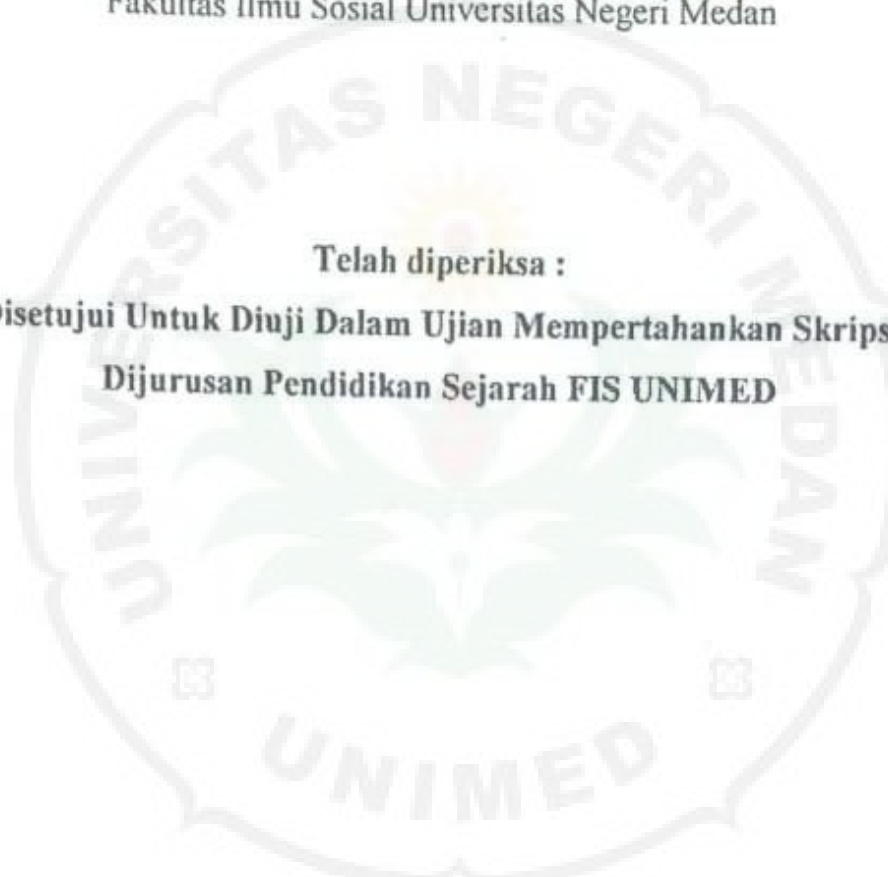 Fakultas Ilmu Sosial Universitas Negeri Medan
Telah diperiksa :
Disetujui Untuk Diuji Dalam Ujian Mempertahankan Skrips
Dijurusan Pendidikan Sejarah FIS UNIMED
UNIVERSITAS NEGERI MEDAN
UNIMED